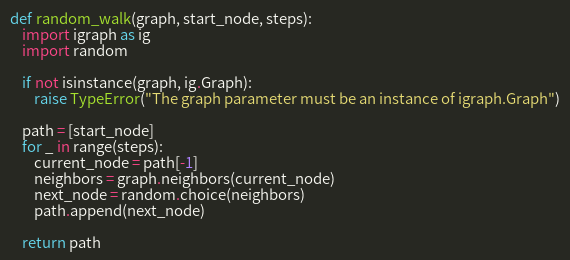 def random_walk(graph, start_node, steps):
    import igraph as ig
    import random

    if not isinstance(graph, ig.Graph):
        raise TypeError("The graph parameter must be an instance of igraph.Graph")

    path = [start_node]
    for _ in range(steps):
        current_node = path[-1]
        neighbors = graph.neighbors(current_node)
        next_node = random.choice(neighbors)
        path.append(next_node)

    return path